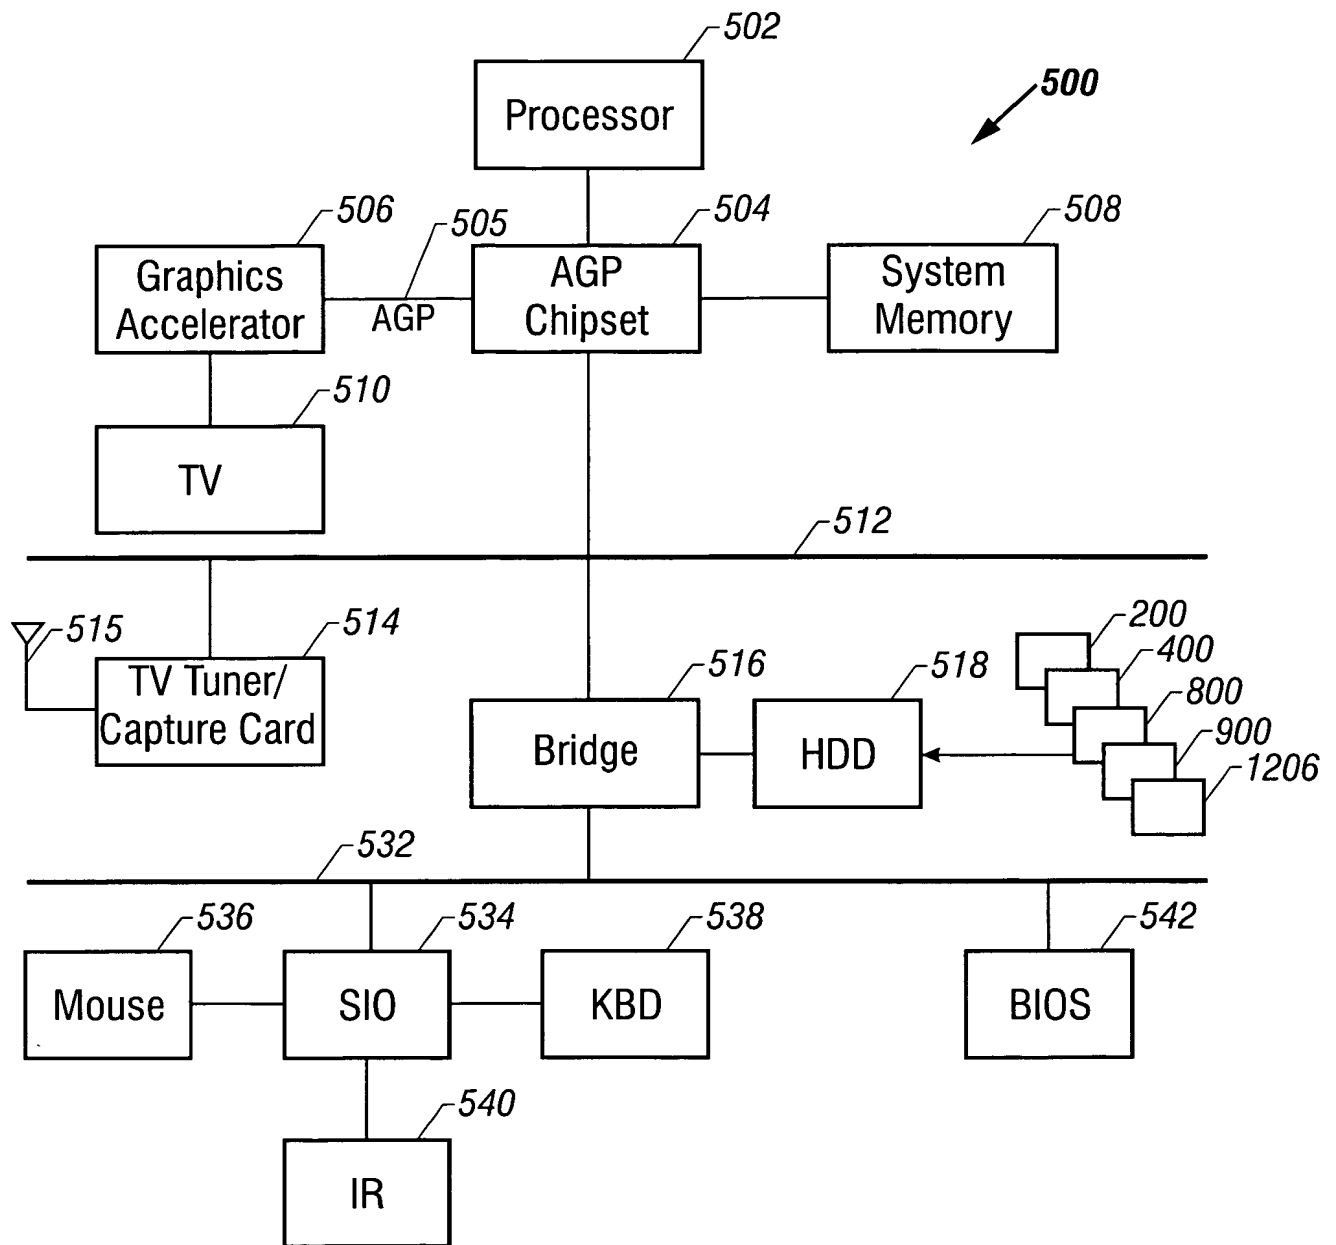 502
Processor
500
506
505
504
508
Graphics
Accelerator
AGP
AGP
Chipset
System
Memory
510
TV
512
515
514
TV Tuner/
Capture Card
516
Bridge
518
HDD
200
400
800
900
1206
532
536
Mouse
534
SIO
538
KBD
542
BIOS
540
IR